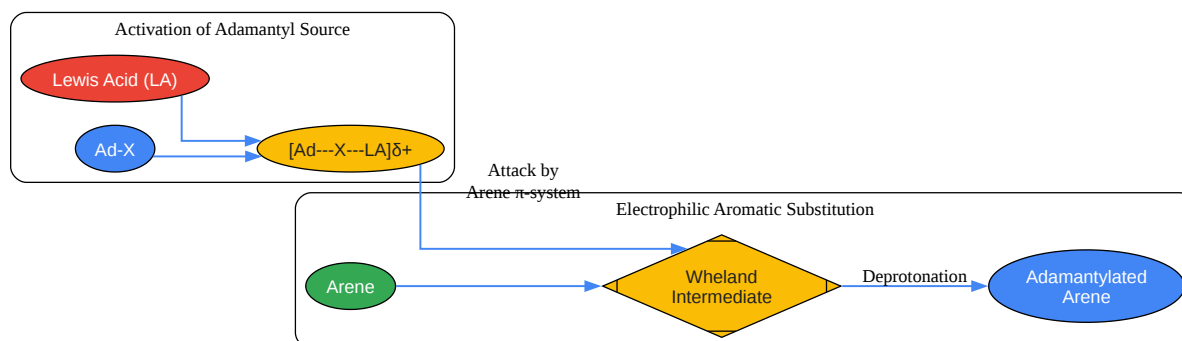 Activation of Adamantyl Source
Lewis Acid (LA)
Ad-X
[Ad---X---LA]δ+
Attack by
Arene π-system
Electrophilic Aromatic Substitution
Arene
Wheland
Intermediate
Deprotonation
Adamantylated
Arene